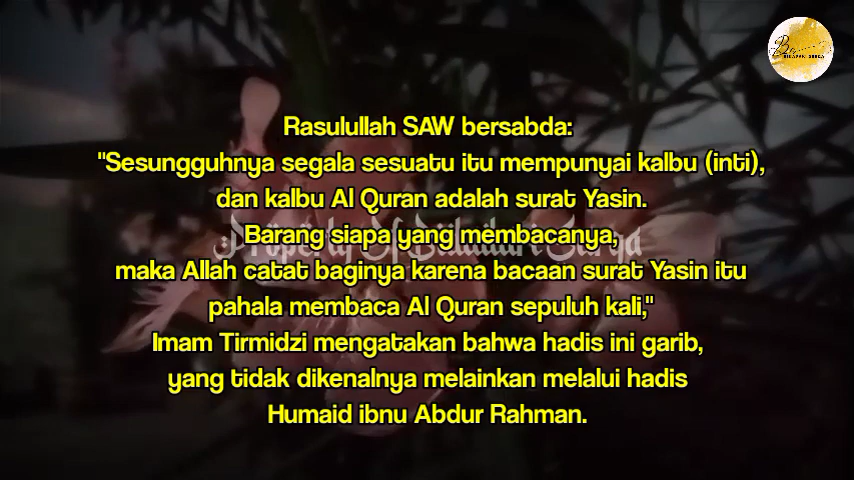 Rasulullah SAW bersabda:
"Sesungguhnya segala sesuatu itu mempunyai kalbu (inti),
dan kalbu Al Quran adalah surat Yasin.
Barang siapa yang membacanya,
maka Allah catat baginya karena bacaan surat Yasin itu
pahala membaca Al Quran sepuluh kali,"
Imam Tirmidzi mengatakan bahwa hadis ini garib,
yang tidak dikenalnya melainkan melalui hadis
Humaid ibnu Abdur Rahman.
Property Of